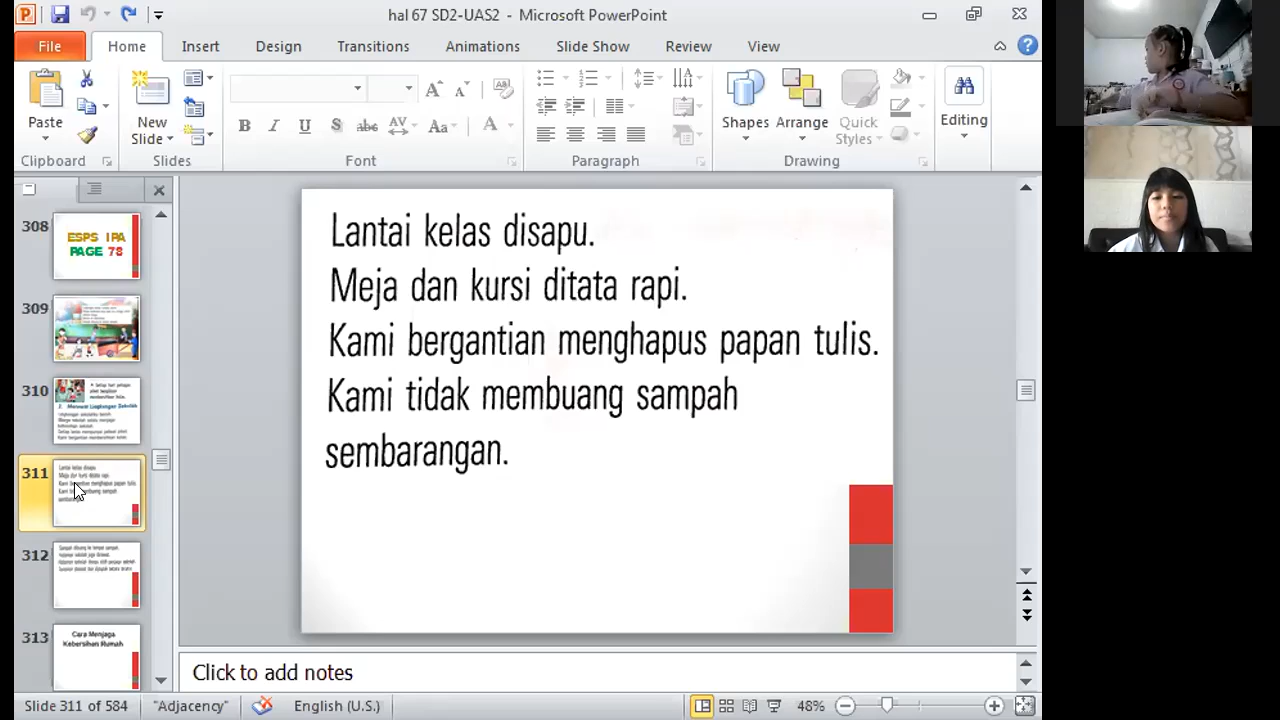 hal 67 SD2-UAS2 - Microsoft PowerPoint
File Home Insert Design Transitions Animations Slide Show Review View
Paste
New Slide
Shapes Arrange Quick Styles
Editing
Clipboard Slides Font Paragraph Drawing
308
ESPS IPA
PAGE 78
309
310
311
312
313
Cara Menjaga
Kebersihan Rumah
Lantai kelas disapu.
Meja dan kursi ditata rapi.
Kami bergantian menghapus papan tulis.
Kami tidak membuang sampah
sembarangan.
Click to add notes
Slide 311 of 584 "Adjacency" English (U.S.) 48%